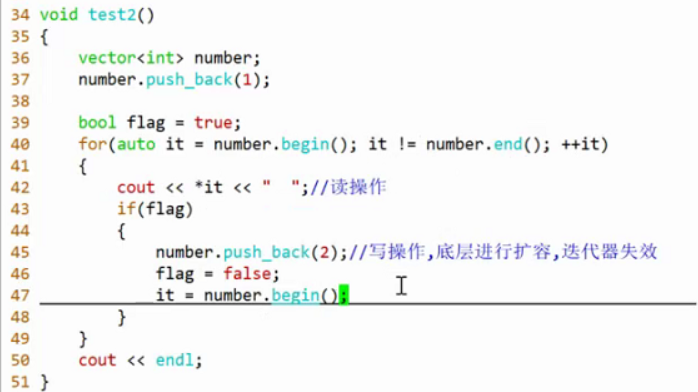 34 void test2()
35 {
36     vector<int> number;
37     number.push_back(1);
38
39     bool flag = true;
40     for(auto it = number.begin(); it != number.end(); ++it)
41     {
42         cout << *it << "  ";//读操作
43         if(flag)
44         {
45             number.push_back(2);//写操作,底层进行扩容,迭代器失效
46             flag = false;
47             it = number.begin();
48         }
49     }
50     cout << endl;
51 }